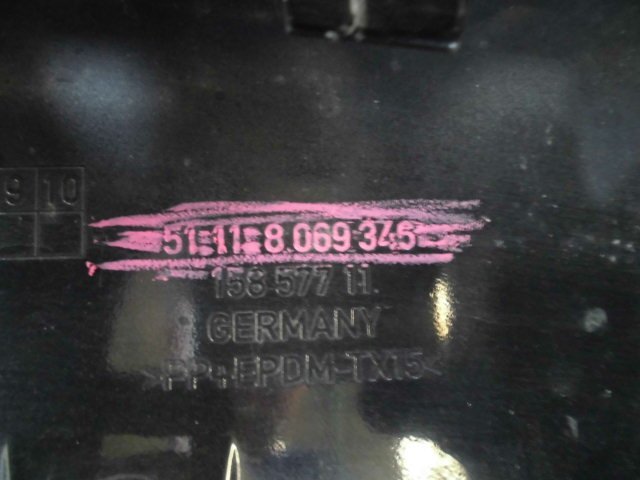 9 10
51-11-8 069 345
158 577 11.
GERMANY
>PP+EPDM-TX15<